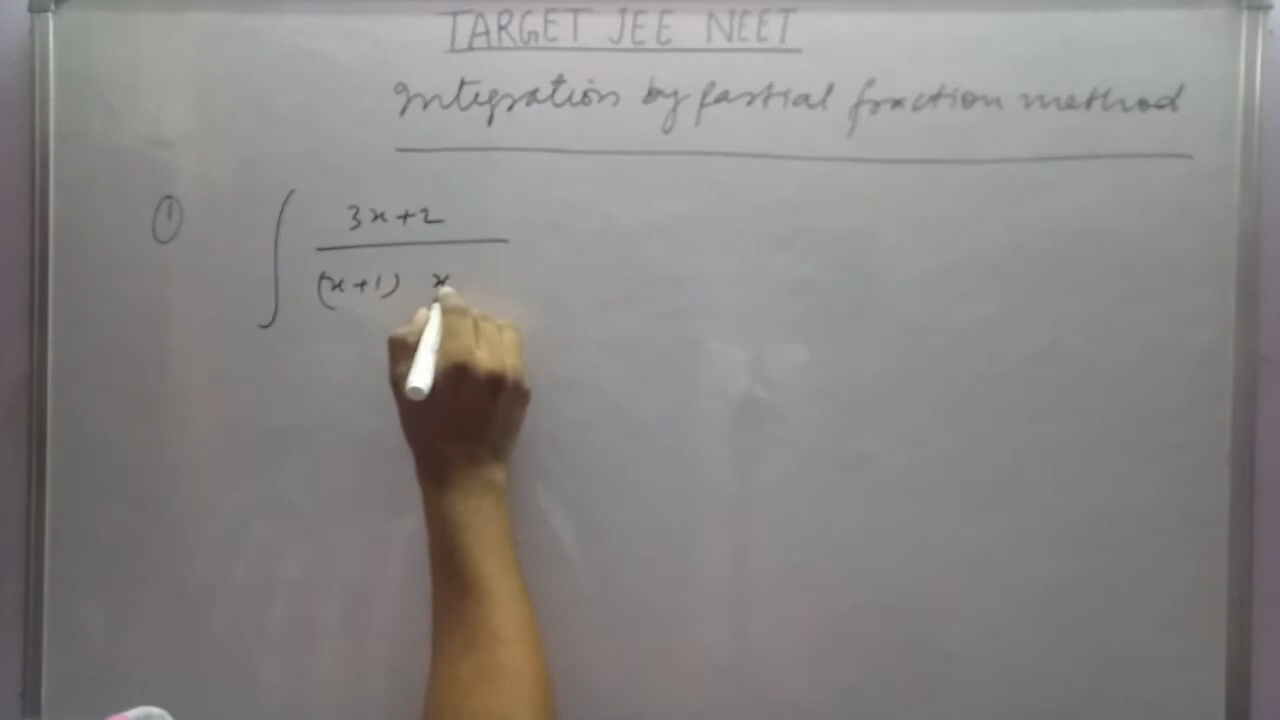 TARGET JEE NEET
Integration by partial fraction method
① ∫ 3x+2
(x+1) x